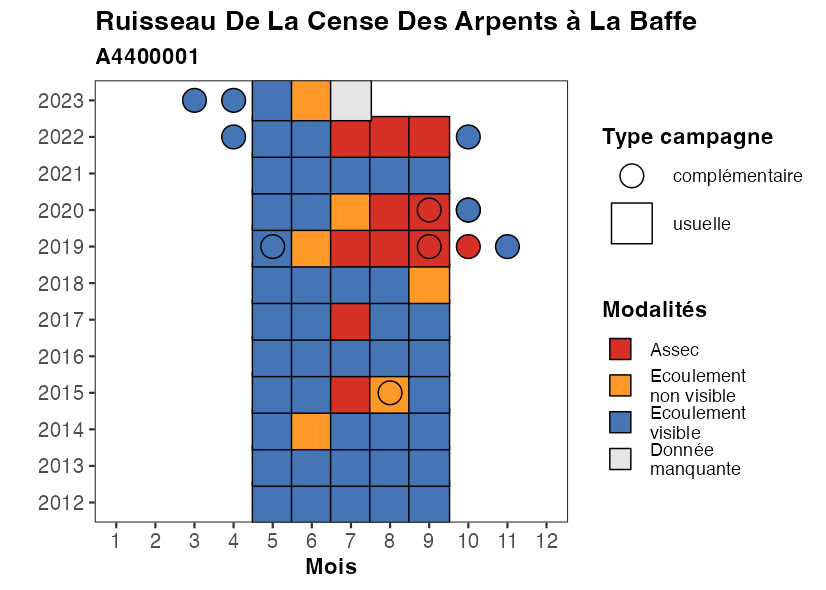 Ruisseau De La Cense Des Arpents à La Baffe
A4400001
2023
2022
2021
2020
2019
2018
2017
2016
2015
2014
2013
2012
1 2 3 4 5 6 7 8 9 10 11 12
Mois
Type campagne
complémentaire
usuelle
Modalités
Assec
Ecoulement
non visible
Ecoulement
visible
Donnée
manquante